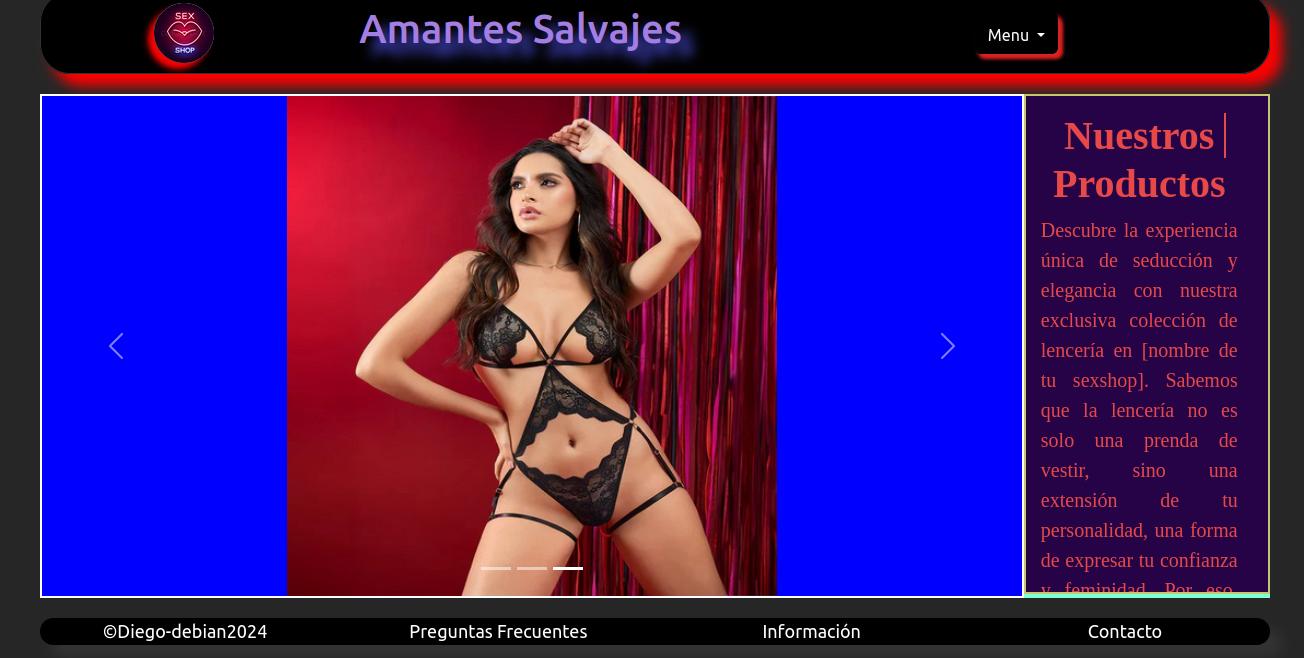 SEX
SHOP
Amantes Salvajes
Menu
Nuestros
Productos
Descubre la experiencia
única de seducción y
elegancia con nuestra
exclusiva colección de
lencería en [nombre de
tu sexshop]. Sabemos
que la lencería no es
solo una prenda de
vestir, sino una
extensión de tu
personalidad, una forma
de expresar tu confianza
y feminidad. Por eso,
©Diego-debian2024
Preguntas Frecuentes
Información
Contacto